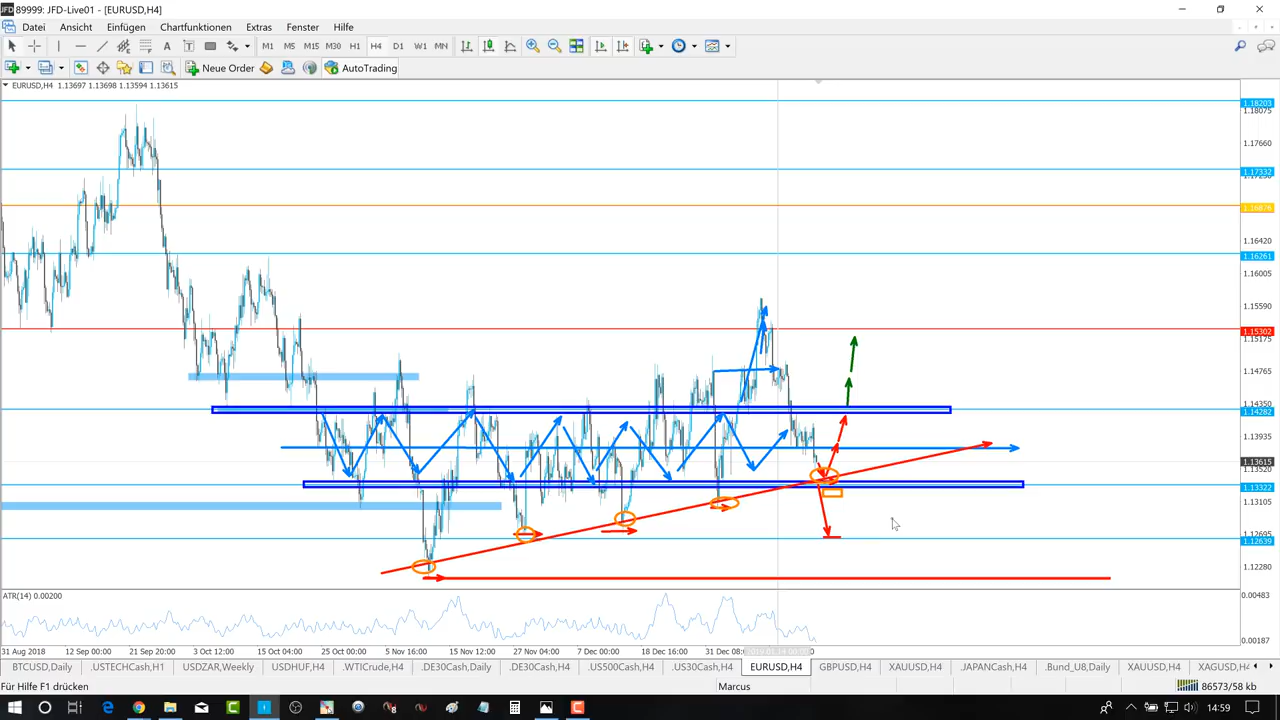 JFD 89999: JFD-Live01 - [EURUSD,H4]
Datei Ansicht Einfügen Chartfunktionen Extras Fenster Hilfe
A T M1 M5 M15 M30 H1 H4 D1 W1 MN
New Order AutoTrading
EURUSD,H4 1.13697 1.13698 1.13594 1.13615
1.18203
1.18075
1.17660
1.17332
1.16876
1.16420
1.16261
1.16005
1.15590
1.15302
1.15175
1.14765
1.14350
1.14282
1.13935
1.13615
1.13520
1.13322
1.13105
1.12695
1.12639
1.12280
ATR(14) 0.00200
0.00483
0.00187
31 Aug 2018 12 Sep 00:00 21 Sep 20:00 3 Oct 12:00 15 Oct 04:00 25 Oct 00:00 5 Nov 16:00 15 Nov 12:00 27 Nov 04:00 7 Dec 00:00 18 Dec 16:00 31 Dec 08:
BTCUSD,Daily .USTECHCash,H1 USDZAR,Weekly USDHUF,H4 .WTICrude,H4 .DE30Cash,Daily .DE30Cash,H4 .US500Cash,H4 .US30Cash,H4 EURUSD,H4 GBPUSD,H4 XAUUSD,H4 .JAPANCash,H4 .Bund_U8,Daily XAUUSD,H4 XAGUSD,H4
Für Hilfe F1 drücken Marcus 86573/58 kb
14:59